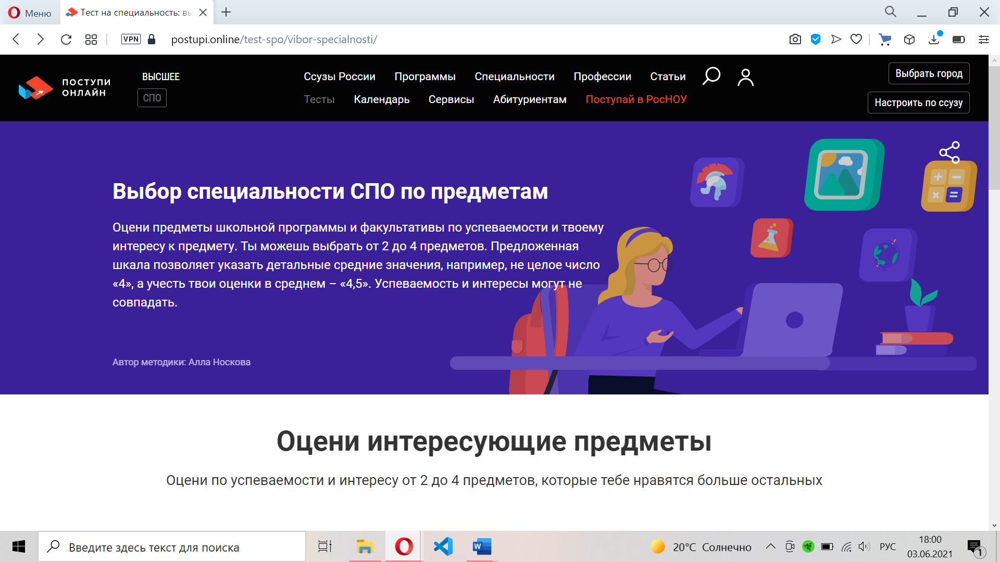 Меню
Тест на специальность: вы
VPN
postupi.online/test-spo/vibor-specialnosti/
ПОСТУПИ
ОНЛАЙН
ВЫСШЕЕ
СПО
Ссузы России Программы Специальности Профессии Статьи
Тесты Календарь Сервисы Абитуриентам Поступай в РосНОУ
Выбрать город
Настроить по ссузу
Выбор специальности СПО по предметам
Оцени предметы школьной программы и факультативы по успеваемости и твоему
интересу к предмету. Ты можешь выбрать от 2 до 4 предметов. Предложенная
шкала позволяет указать детальные средние значения, например, не целое число
«4», а учесть твои оценки в среднем – «4,5». Успеваемость и интересы могут не
совпадать.
Автор методики: Алла Носкова
Оцени интересующие предметы
Оцени по успеваемости и интересу от 2 до 4 предметов, которые тебе нравятся больше остальных
Введите здесь текст для поиска
20°C Солнечно
РУС
18:00
03.06.2021
1